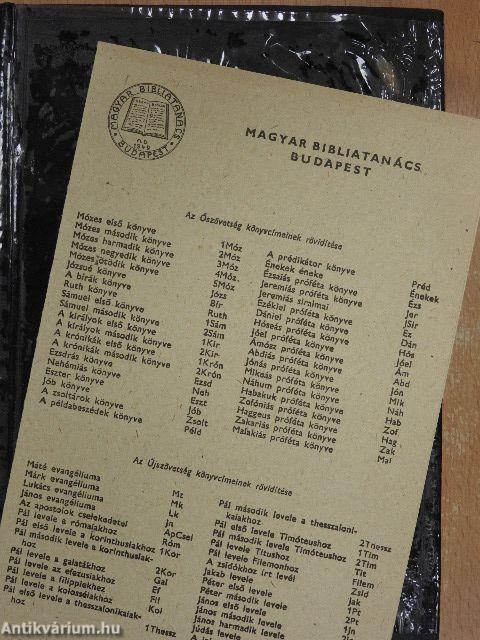 MAGYAR BIBLIATANÁCS
BUDAPEST
1949
MAGYAR BIBLIATANÁCS
BUDAPEST
Az Ószövetség könyvcímeinek rövidítése
Mózes első könyve 1Móz
Mózes második könyve 2Móz
Mózes harmadik könyve 3Móz
Mózes negyedik könyve 4Móz
Mózes ötödik könyve 5Móz
Józsué könyve Józs
A bírák könyve Bír
Ruth könyve Ruth
Sámuel első könyve 1Sám
Sámuel második könyve 2Sám
A királyok első könyve 1Kir
A királyok második könyve 2Kir
A krónikák első könyve 1Krón
A krónikák második könyve 2Krón
Ezsdrás könyve Ezsd
Nehémiás könyve Neh
Eszter könyve Eszt
Jób könyve Jób
A zsoltárok könyve Zsolt
A példabeszédek könyve Péld
A prédikátor könyve Préd
Énekek éneke Énekek
Ézsaiás próféta könyve Ézs
Jeremiás próféta könyve Jer
Jeremiás siralmai JSir
Ezékiel próféta könyve Ez
Dániel próféta könyve Dán
Hóseás próféta könyve Hós
Jóel próféta könyve Jóel
Ámósz próféta könyve Ám
Abdiás próféta könyve Abd
Jónás próféta könyve Jón
Mikeás próféta könyve Mik
Náhum próféta könyve Náh
Habakuk próféta könyve Hab
Zofóniás próféta könyve Zof
Haggeus próféta könyve Hag
Zakariás próféta könyve Zak
Malakiás próféta könyve Mal
Az Újszövetség könyvcímeinek rövidítése
Máté evangéliuma Mt
Márk evangéliuma Mk
Lukács evangéliuma Lk
János evangéliuma Jn
Az apostolok cselekedetei ApCsel
Pál levele a rómaiakhoz Róm
Pál első levele a korinthusiakhoz 1Kor
Pál második levele a korinthusiak-
hoz 2Kor
Pál levele a galatákhoz Gal
Pál levele az efezusiakhoz Ef
Pál levele a filippiekhez Fil
Pál levele a kolosséiakhoz Kol
Pál első levele a thesszalonikaiak-
hoz 1Thessz
Pál második levele a thesszaloni-
kaiakhoz 2Thessz
Pál első levele Timóteushoz 1Tim
Pál második levele Timóteushoz 2Tim
Pál levele Titushoz Tit
Pál levele Filemonhoz Filem
A zsidókhoz írt levél Zsid
Jakab levele Jak
Péter első levele 1Pt
Péter második levele 2Pt
János első levele 1Jn
János második levele
János harmadik levele
Júdás levele
Antikvárium.hu